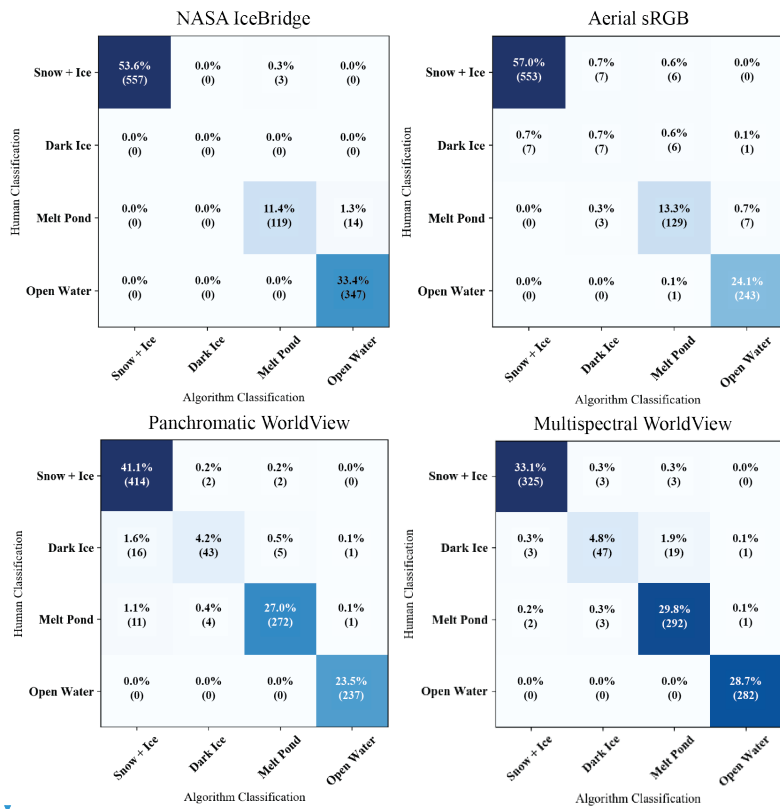 NASA IceBridge
Snow + Ice
53.6% 0.0% 0.3% 0.0%
(557) (0) (3) (0)
Dark Ice
0.0% 0.0% 0.0% 0.0%
(0) (0) (0) (0)
Melt Pond
0.0% 0.0% 11.4% 1.3%
(0) (0) (119) (14)
Open Water
0.0% 0.0% 0.0% 33.4%
(0) (0) (0) (347)
Human Classification
Snow + Ice Dark Ice Melt Pond Open Water
Algorithm Classification
Aerial sRGB
Snow + Ice
57.0% 0.7% 0.6% 0.0%
(553) (7) (6) (0)
Dark Ice
0.7% 0.7% 0.6% 0.1%
(7) (7) (6) (1)
Melt Pond
0.0% 0.3% 13.3% 0.7%
(0) (3) (129) (7)
Open Water
0.0% 0.0% 0.1% 24.1%
(0) (0) (1) (243)
Human Classification
Snow + Ice Dark Ice Melt Pond Open Water
Algorithm Classification
Panchromatic WorldView
Snow + Ice
41.1% 0.2% 0.2% 0.0%
(414) (2) (2) (0)
Dark Ice
1.6% 4.2% 0.5% 0.1%
(16) (43) (5) (1)
Melt Pond
1.1% 0.4% 27.0% 0.1%
(11) (4) (272) (1)
Open Water
0.0% 0.0% 0.0% 23.5%
(0) (0) (0) (237)
Human Classification
Snow + Ice Dark Ice Melt Pond Open Water
Algorithm Classification
Multispectral WorldView
Snow + Ice
33.1% 0.3% 0.3% 0.0%
(325) (3) (3) (0)
Dark Ice
0.3% 4.8% 1.9% 0.1%
(3) (47) (19) (1)
Melt Pond
0.2% 0.3% 29.8% 0.1%
(2) (3) (292) (1)
Open Water
0.0% 0.0% 0.0% 28.7%
(0) (0) (0) (282)
Human Classification
Snow + Ice Dark Ice Melt Pond Open Water
Algorithm Classification